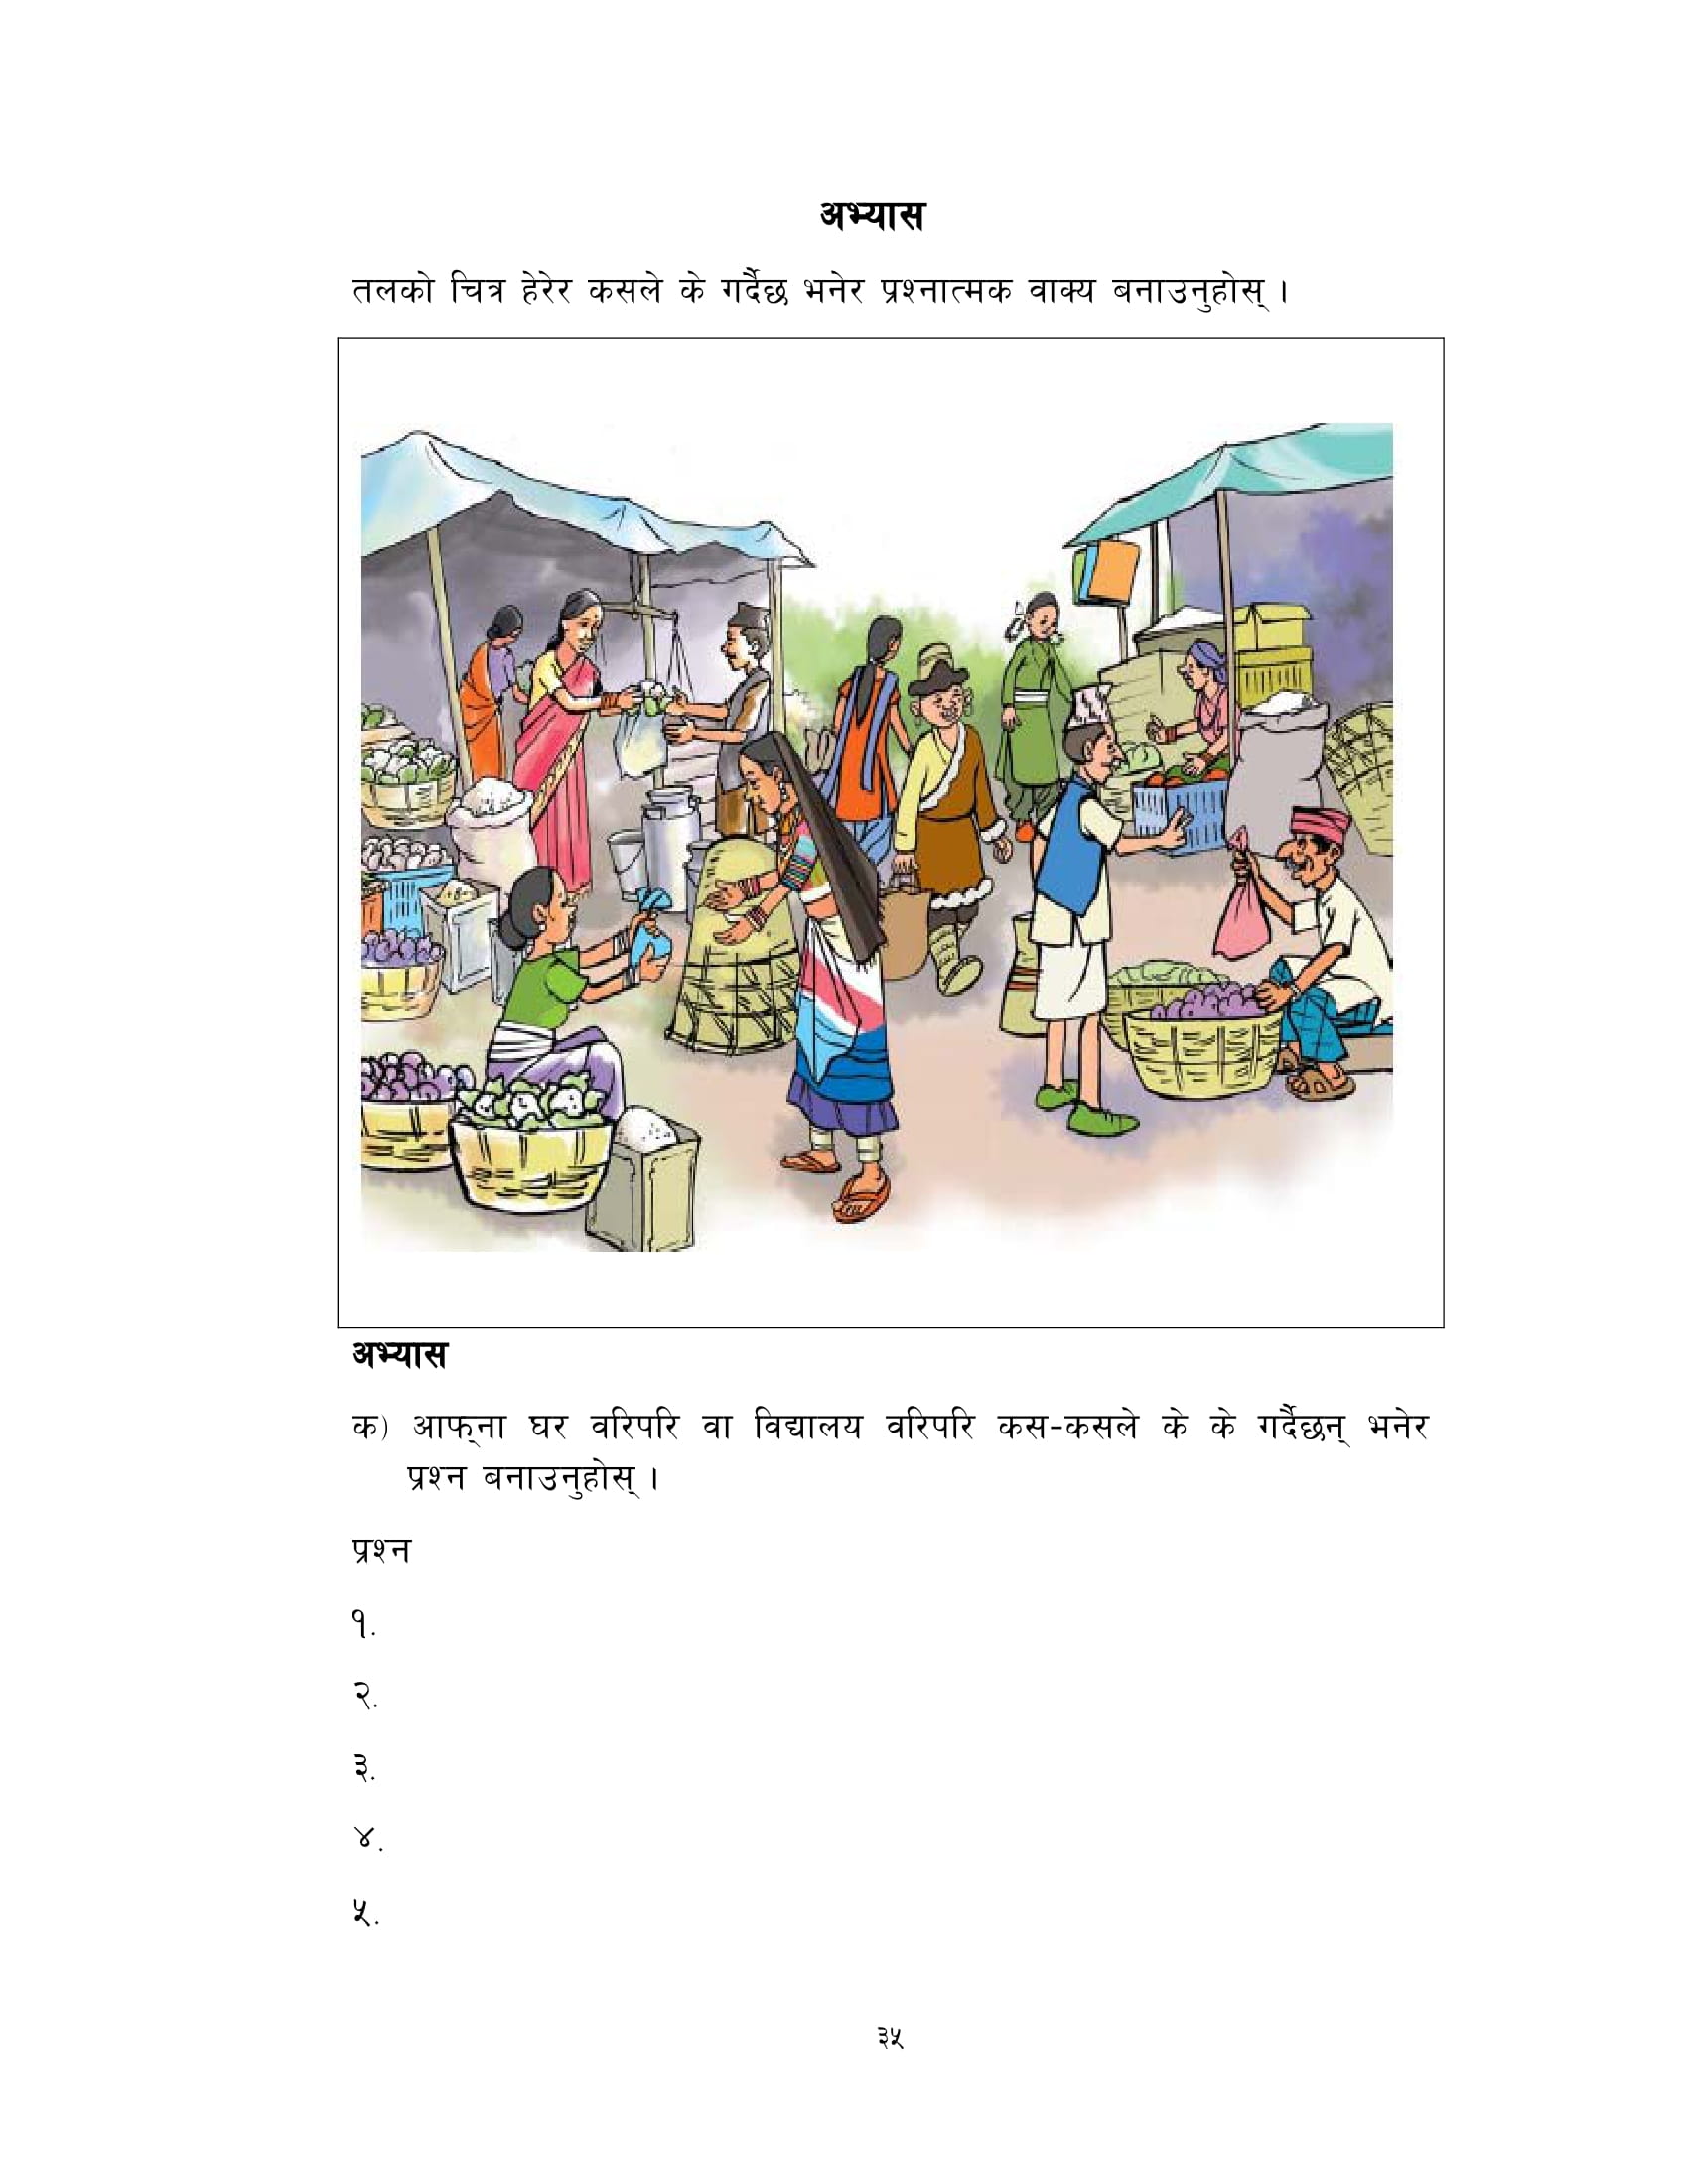 अभ्यास
तलको चित्र हेरेर कसले के गर्दैछ भनेर प्रश्नात्मक वाक्य बनाउनुहोस् ।
अभ्यास
क) आफ्ना घर वरिपरि वा विद्यालय वरिपरि कस-कसले के के गर्दैछन् भनेर
प्रश्न बनाउनुहोस् ।
प्रश्न
१.
२.
३.
४.
५.
३५